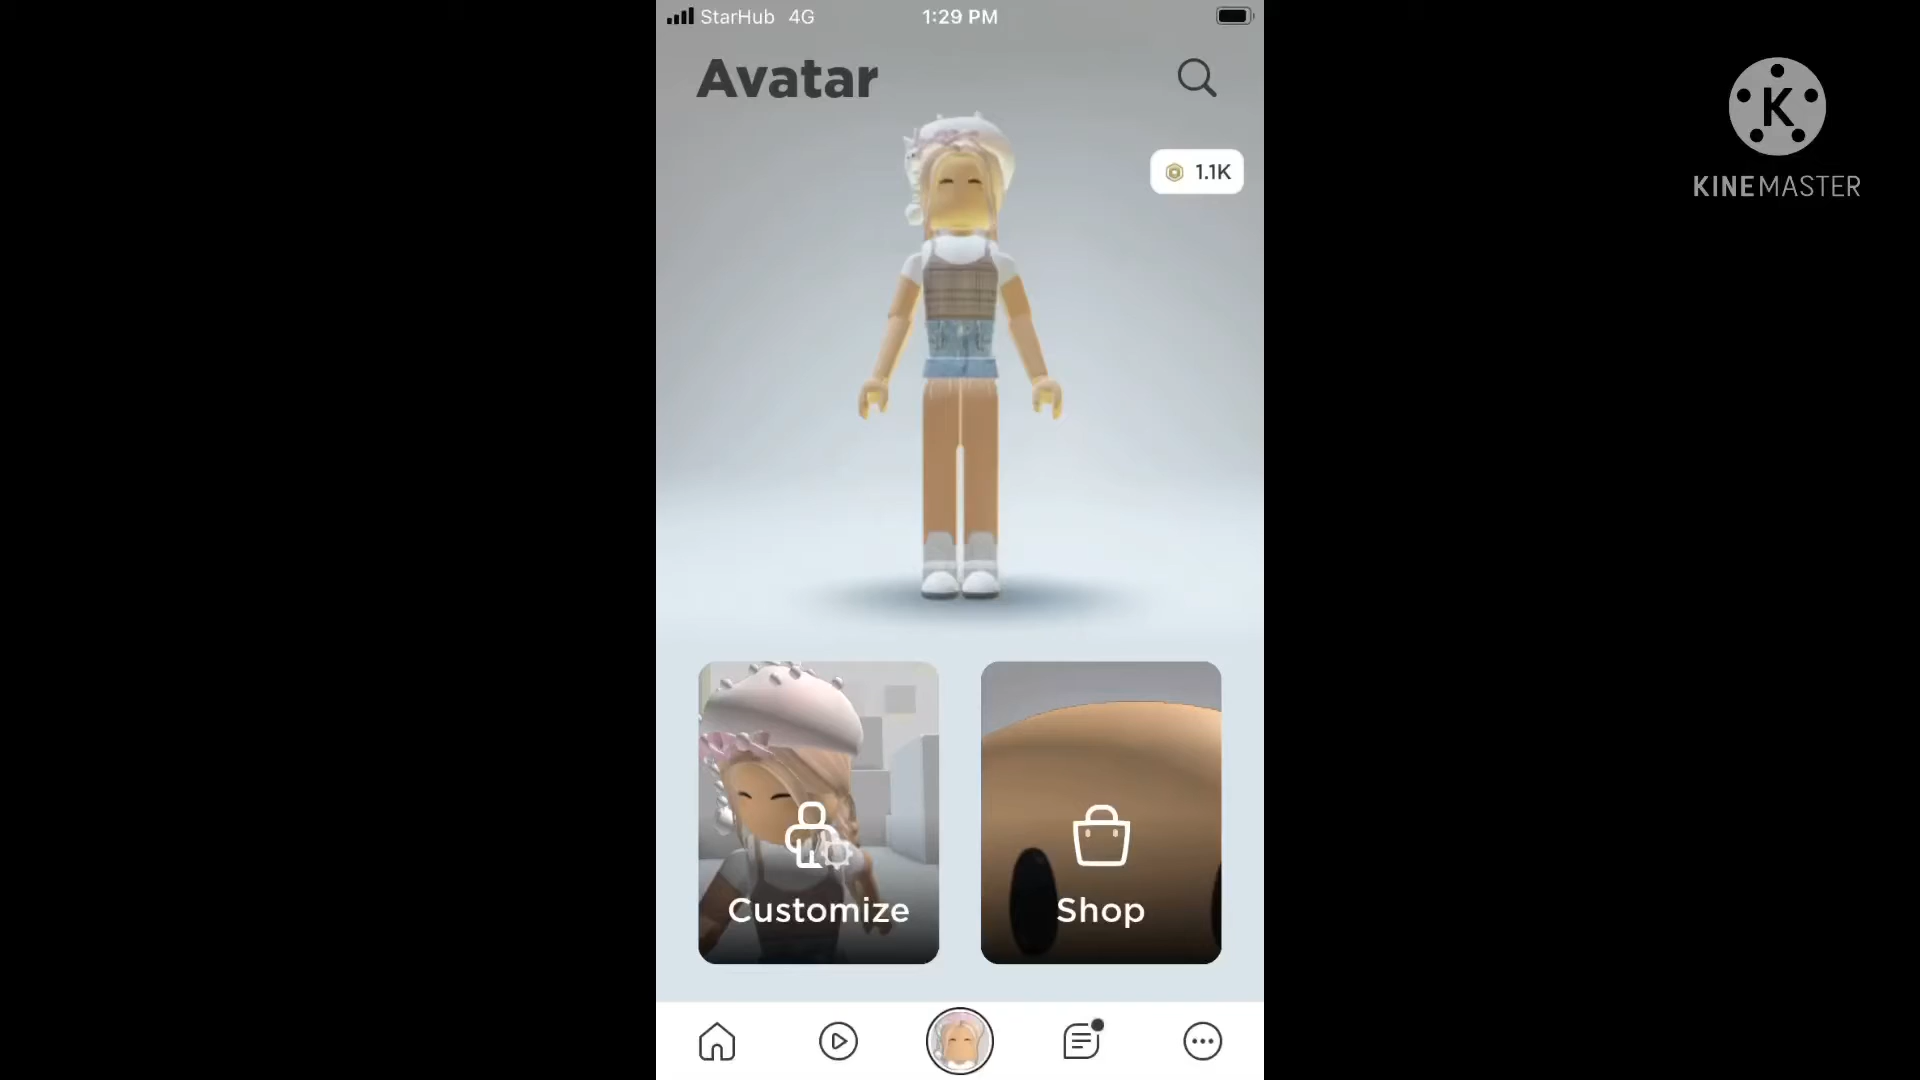 StarHub 4G 1:29 PM
Avatar
1.1K
K
KINEMASTER
Customize
Shop